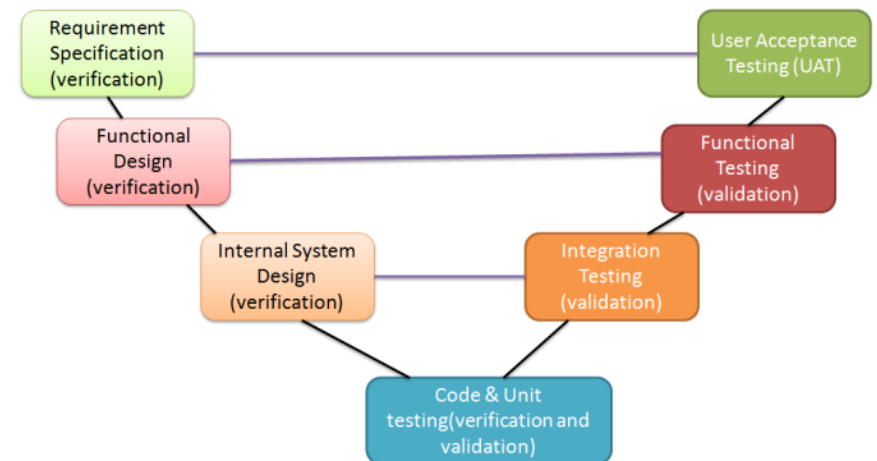 Requirement
Specification
(verification)
User Acceptance
Testing (UAT)
Functional
Design
(verification)
Functional
Testing
(validation)
Internal System
Design
(verification)
Integration
Testing
(validation)
Code & Unit
testing(verification and
validation)